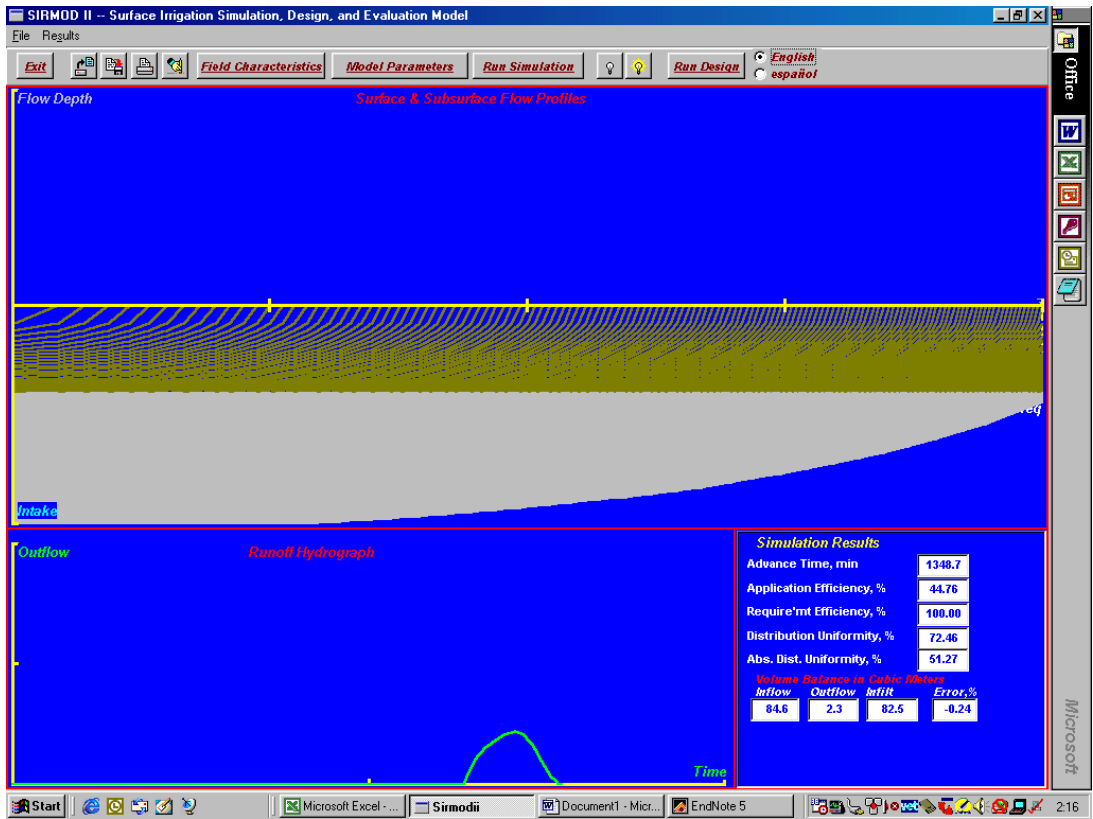 SIRMOD II -- Surface Irrigation Simulation, Design, and Evaluation Model
File Results
Exit Field Characteristics Model Parameters Run Simulation Run Design English
español
Office
Flow Depth Surface & Subsurface Flow Profiles
Intake
Outflow Runoff Hydrograph
Time
Simulation Results
Advance Time, min 1348.7
Application Efficiency, % 44.76
Require'mt Efficiency, % 100.00
Distribution Uniformity, % 72.46
Abs. Dist. Uniformity, % 51.27
Volume Balance in Cubic Meters
Inflow Outflow Infilt Error,%
84.6 2.3 82.5 -0.24
Microsoft
Start Microsoft Excel - ... Sirmodii Document1 - Micr... EndNote 5 2:16